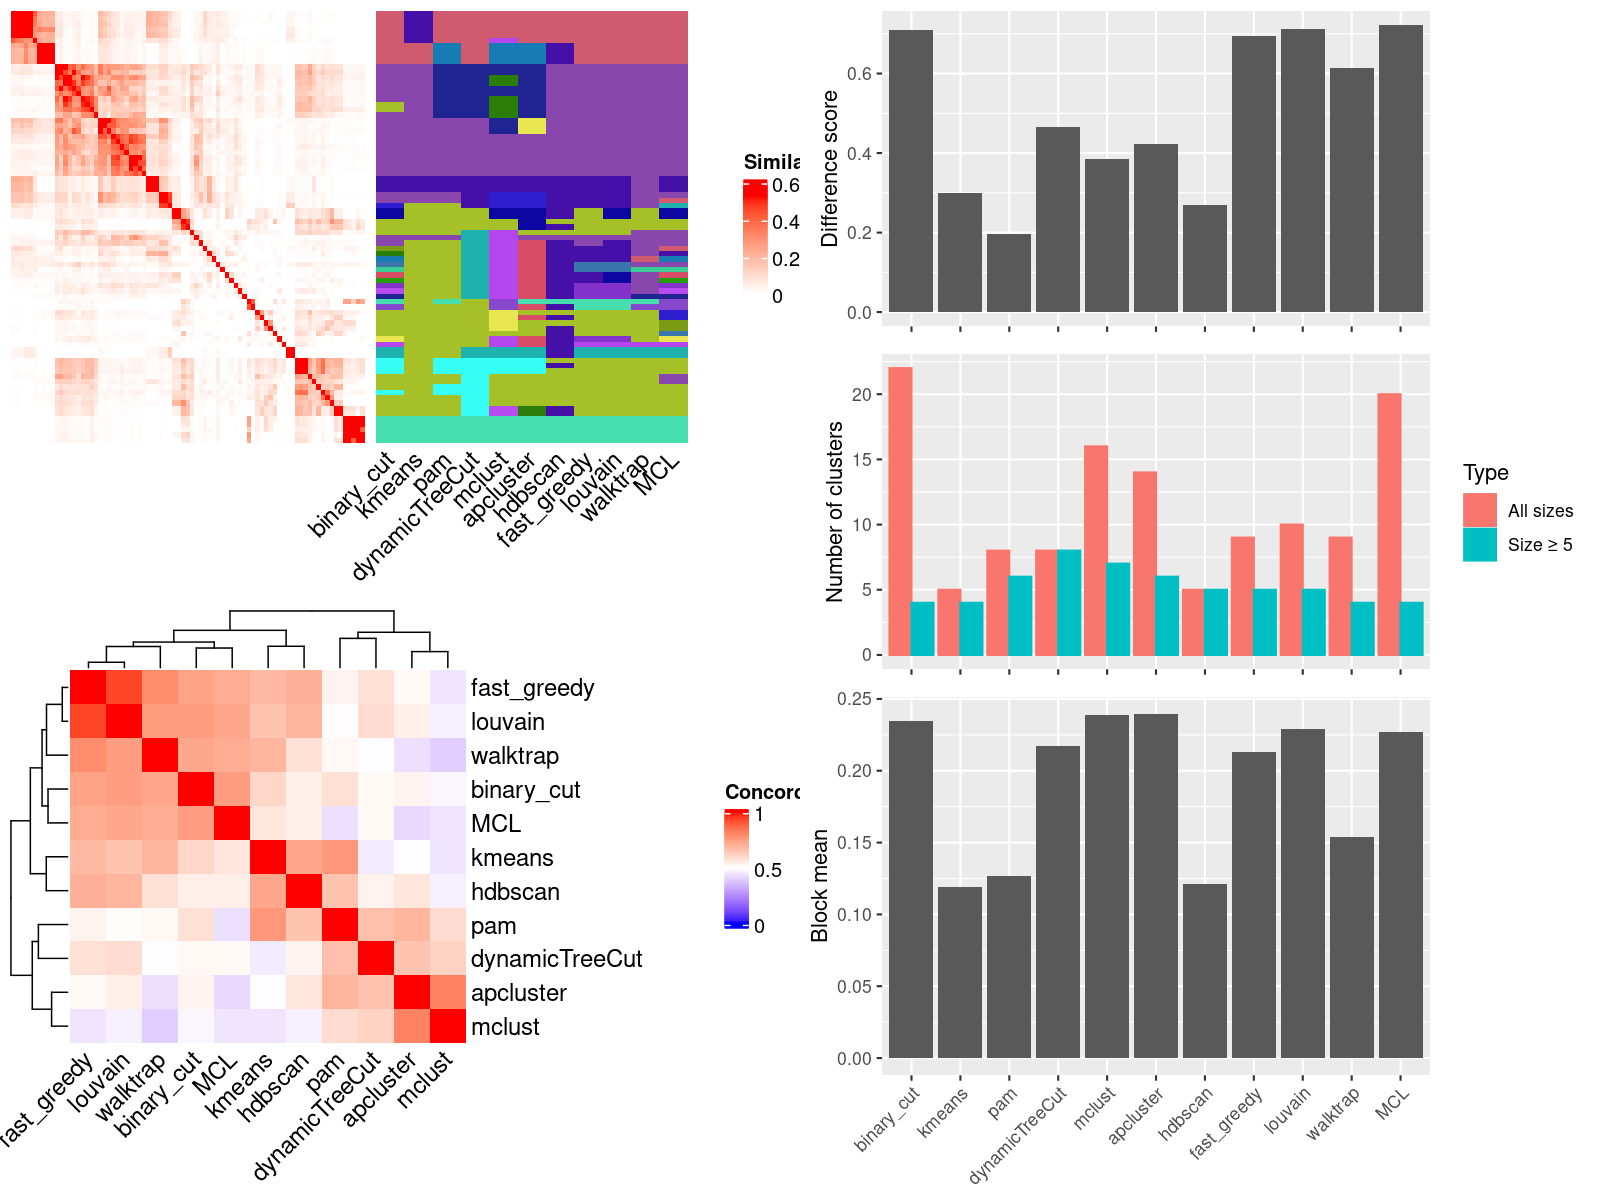 Simila
0.6
0.4
0.2
0
binary_cut
kmeans
pam
dynamicTreeCut
mclust
apcluster
hdbscan
fast_greedy
louvain
walktrap
MCL
fast_greedy
louvain
walktrap
binary_cut
MCL
kmeans
hdbscan
pam
dynamicTreeCut
apcluster
mclust
fast_greedy
louvain
walktrap
binary_cut
MCL
kmeans
hdbscan
pam
dynamicTreeCut
apcluster
mclust
Concord
1
0.5
0
Difference score
0.6
0.4
0.2
0.0
Number of clusters
20
15
10
5
0
Type
All sizes
Size ≥ 5
Block mean
0.25
0.20
0.15
0.10
0.05
0.00
binary_cut
kmeans
pam
dynamicTreeCut
mclust
apcluster
hdbscan
fast_greedy
louvain
walktrap
MCL